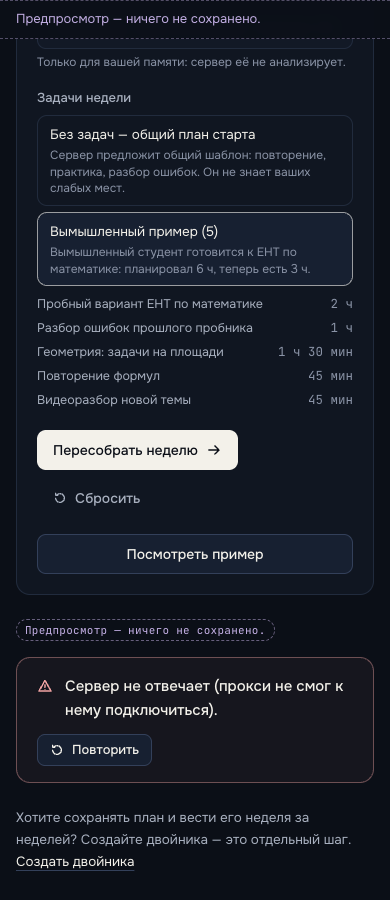 Предпросмотр — ничего не сохранено.
Только для вашей памяти: сервер её не анализирует.
Задачи недели
Без задач — общий план старта
Сервер предложит общий шаблон: повторение,
практика, разбор ошибок. Он не знает ваших
слабых мест.
Вымышленный пример (5)
Вымышленный студент готовится к ЕНТ по
математике: планировал 6 ч, теперь есть 3 ч.
Пробный вариант ЕНТ по математике 2 ч
Разбор ошибок прошлого пробника 1 ч
Геометрия: задачи на площади 1 ч 30 мин
Повторение формул 45 мин
Видеоразбор новой темы 45 мин
Пересобрать неделю →
Сбросить
Посмотреть пример
Предпросмотр — ничего не сохранено.
Сервер не отвечает (прокси не смог к
нему подключиться).
Повторить
Хотите сохранять план и вести его неделя за
неделей? Создайте двойника — это отдельный шаг.
Создать двойника